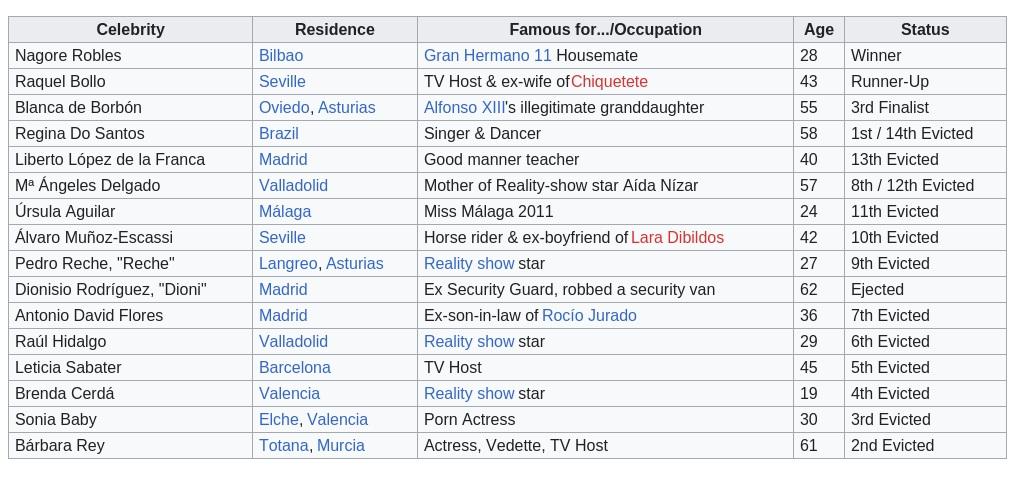 Celebrity Residence Famous for.../Occupation Age Status
Nagore Robles Bilbao Gran Hermano 11 Housemate 28 Winner
Raquel Bollo Seville TV Host & ex-wife of Chiquetete 43 Runner-Up
Blanca de Borbón Oviedo, Asturias Alfonso XIII's illegitimate granddaughter 55 3rd Finalist
Regina Do Santos Brazil Singer & Dancer 58 1st / 14th Evicted
Liberto López de la Franca Madrid Good manner teacher 40 13th Evicted
Mª Ángeles Delgado Valladolid Mother of Reality-show star Aída Nízar 57 8th / 12th Evicted
Úrsula Aguilar Málaga Miss Málaga 2011 24 11th Evicted
Álvaro Muñoz-Escassi Seville Horse rider & ex-boyfriend of Lara Dibildos 42 10th Evicted
Pedro Reche, "Reche" Langreo, Asturias Reality show star 27 9th Evicted
Dionisio Rodríguez, "Dioni" Madrid Ex Security Guard, robbed a security van 62 Ejected
Antonio David Flores Madrid Ex-son-in-law of Rocío Jurado 36 7th Evicted
Raúl Hidalgo Valladolid Reality show star 29 6th Evicted
Leticia Sabater Barcelona TV Host 45 5th Evicted
Brenda Cerdá Valencia Reality show star 19 4th Evicted
Sonia Baby Elche, Valencia Porn Actress 30 3rd Evicted
Bárbara Rey Totana, Murcia Actress, Vedette, TV Host 61 2nd Evicted